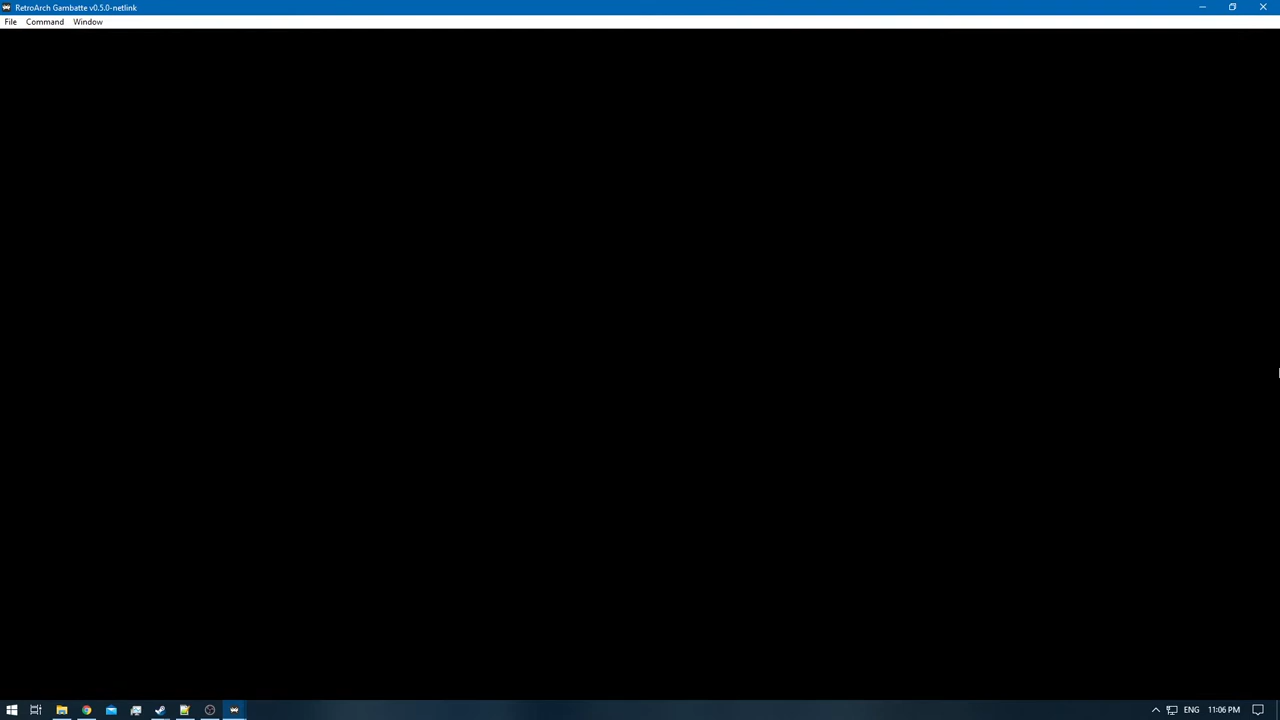 RetroArch Gambatte v0.5.0-netlink
File Command Window
ENG 11:06 PM